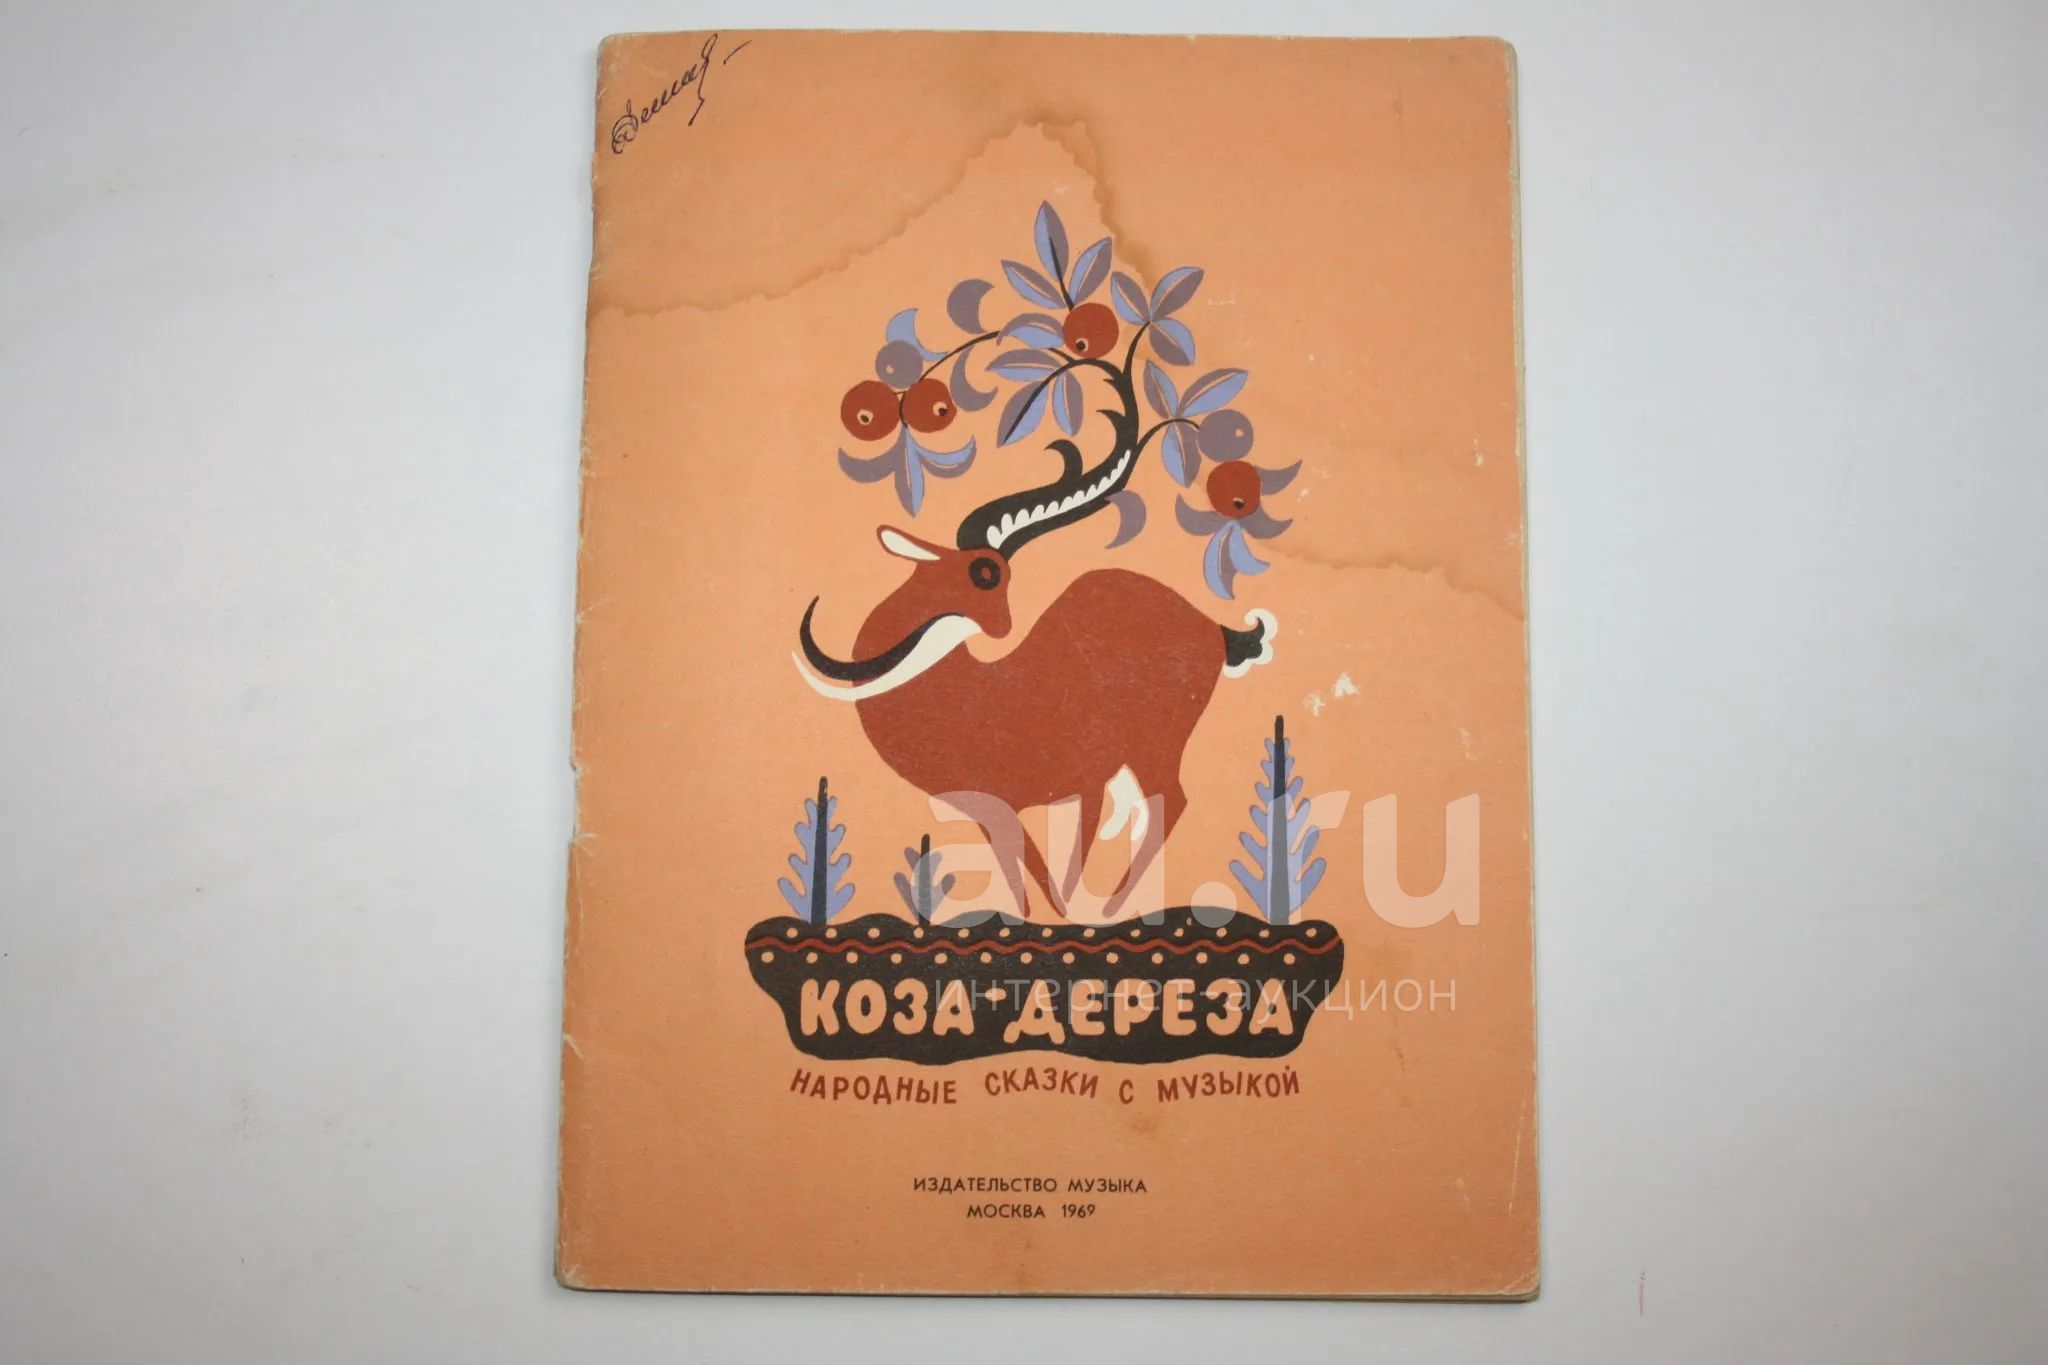 КОЗА-ДЕРЕЗА
НАРОДНЫЕ СКАЗКИ С МУЗЫКОЙ
ИЗДАТЕЛЬСТВО МУЗЫКА
МОСКВА 1969
au.ru
интернет-аукцион